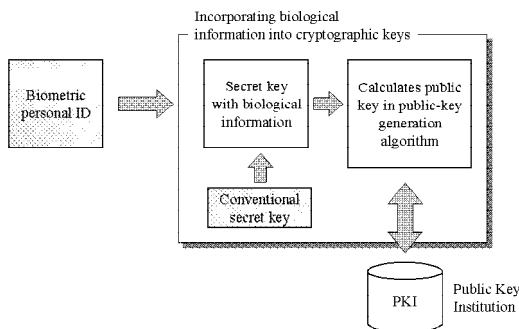 Incorporating biological
information into cryptographic keys
Biometric
personal ID
Secret key
with biological
information
Calculates public
key in public-key
generation
algorithm
Conventional
secret key
PKI
Public Key
Institution